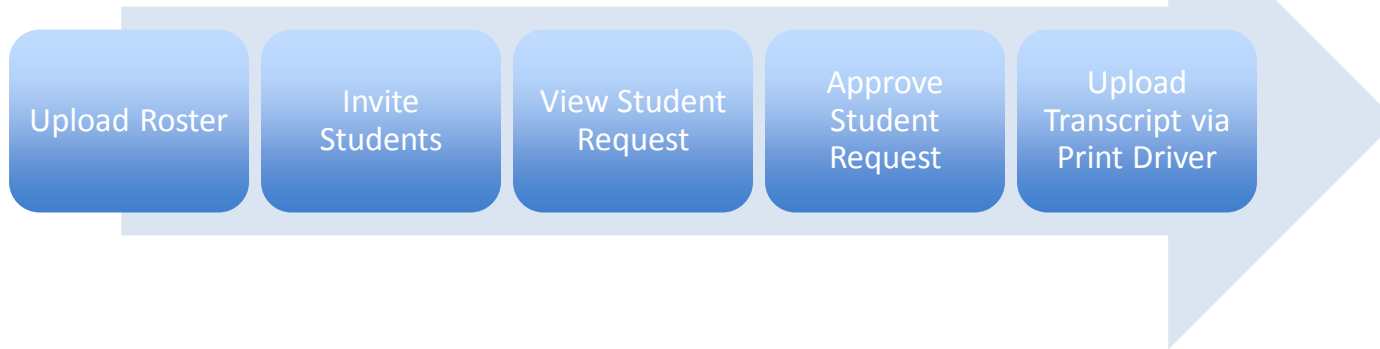 Upload Roster
Invite
Students
View Student
Request
Approve
Student
Request
Upload
Transcript via
Print Driver